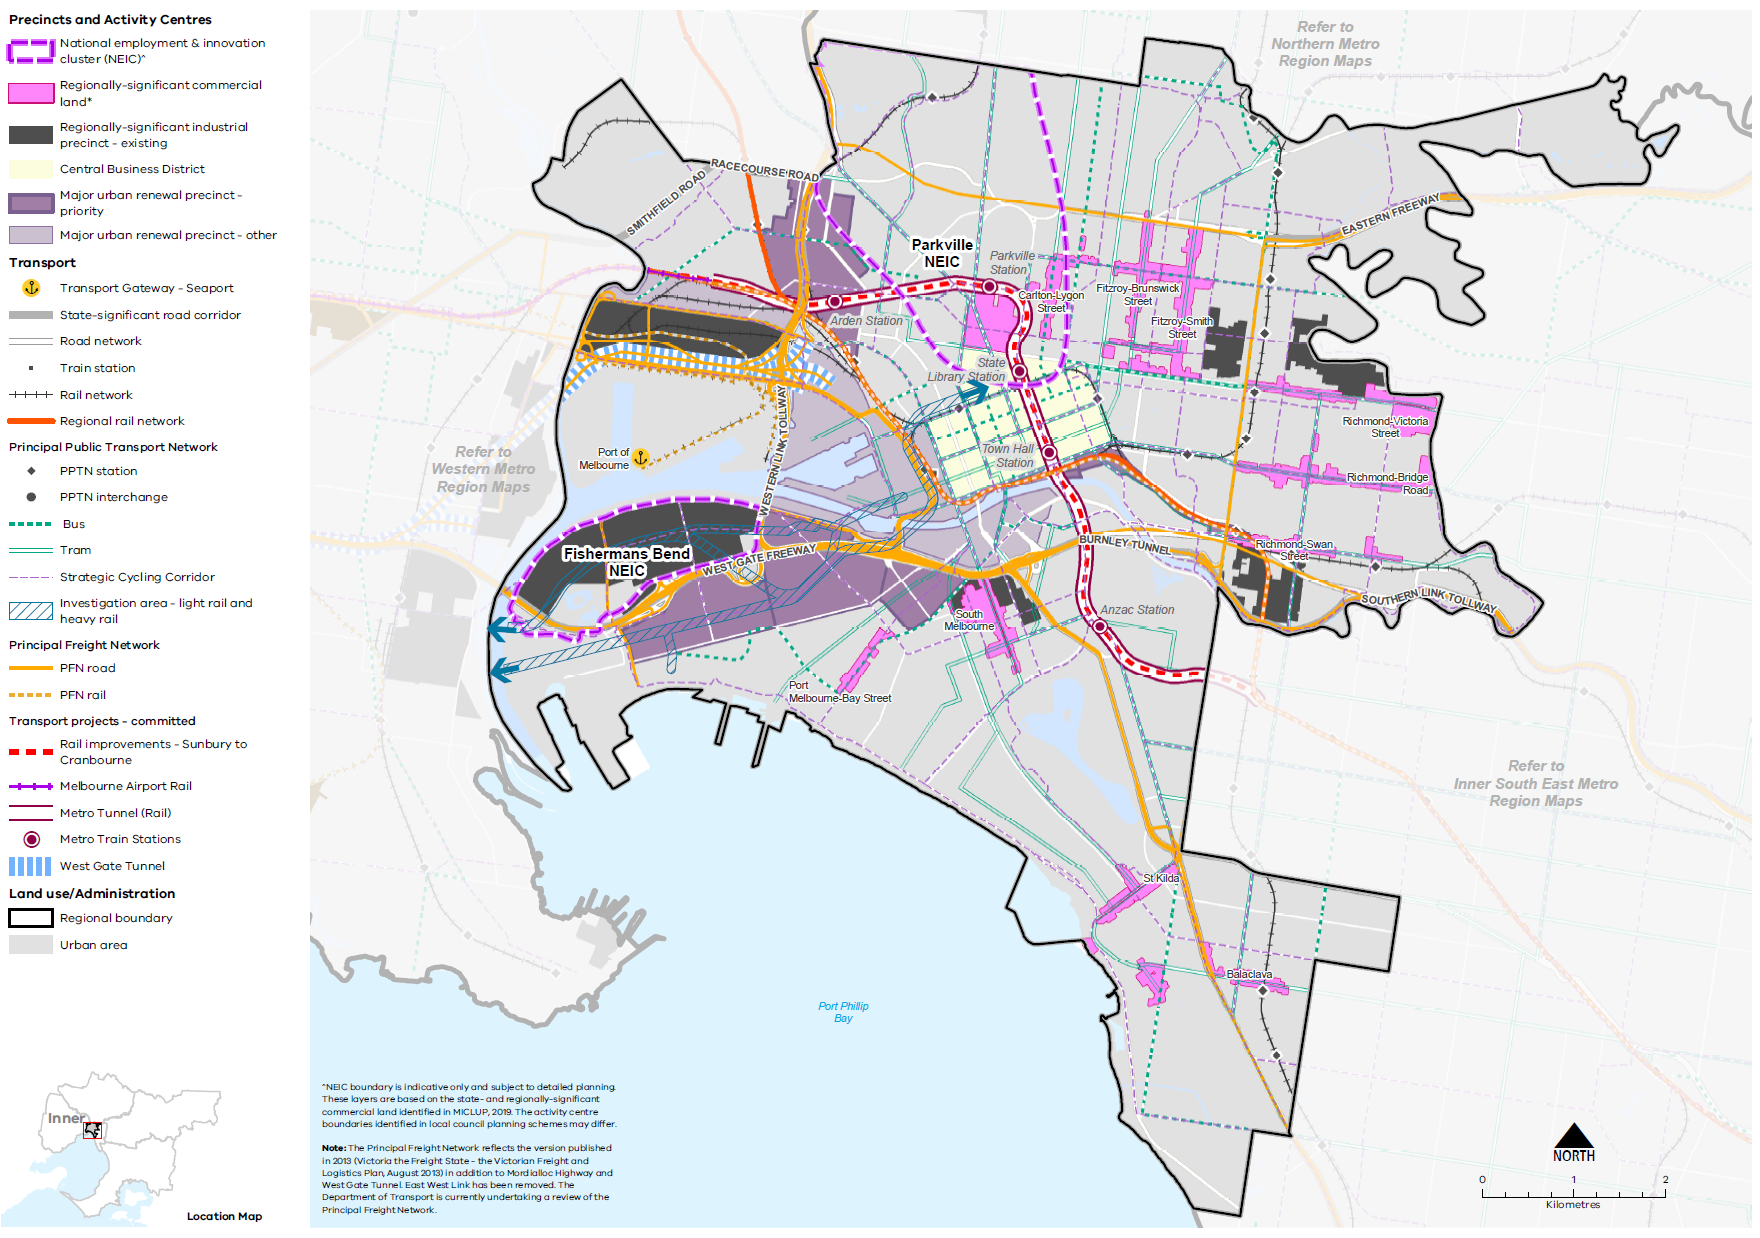 Precincts and Activity Centres
National employment & innovation
cluster (NEIC)^
Regionally-significant commercial
land*
Regionally-significant industrial
precinct - existing
Central Business District
Major urban renewal precinct -
priority
Major urban renewal precinct - other
Transport
Transport Gateway - Seaport
State-significant road corridor
Road network
Train station
Rail network
Regional rail network
Principal Public Transport Network
PPTN station
PPTN interchange
Bus
Tram
Strategic Cycling Corridor
Investigation area - light rail and
heavy rail
Principal Freight Network
PFN road
PFN rail
Transport projects - committed
Rail improvements - Sunbury to
Cranbourne
Melbourne Airport Rail
Metro Tunnel (Rail)
Metro Train Stations
West Gate Tunnel
Land use/Administration
Regional boundary
Urban area
Inner
Location Map
Refer to
Northern Metro
Region Maps
RACECOURSE ROAD
SMITHFIELD ROAD
EASTERN FREEWAY
Parkville
NEIC
Parkville
Station
Carlton-Lygon
Street
Fitzroy-Brunswick
Street
Fitzroy-Smith
Street
Arden Station
State
Library Station
Richmond-Victoria
Street
Refer to
Western Metro
Region Maps
Port of
Melbourne
WESTERN LINK TOLLWAY
Town Hall
Station
Richmond-Bridge
Road
Fishermans Bend
NEIC
WEST GATE FREEWAY
BURNLEY TUNNEL
Richmond-Swan
Street
SOUTHERN LINK TOLLWAY
South
Melbourne
Anzac Station
Port
Melbourne-Bay Street
Refer to
Inner South East Metro
Region Maps
St Kilda
Balaclava
Port Phillip
Bay
^NEIC boundary is indicative only and subject to detailed planning.
These layers are based on the state- and regionally-significant
commercial land identified in MICLUP, 2019. The activity centre
boundaries identified in local council planning schemes may differ.
Note: The Principal Freight Network reflects the version published
in 2013 (Victoria the Freight State - the Victorian Freight and
Logistics Plan, August 2013) in addition to Mordialloc Highway and
West Gate Tunnel. East West Link has been removed. The
Department of Transport is currently undertaking a review of the
Principal Freight Network.
NORTH
0 1 2
Kilometres